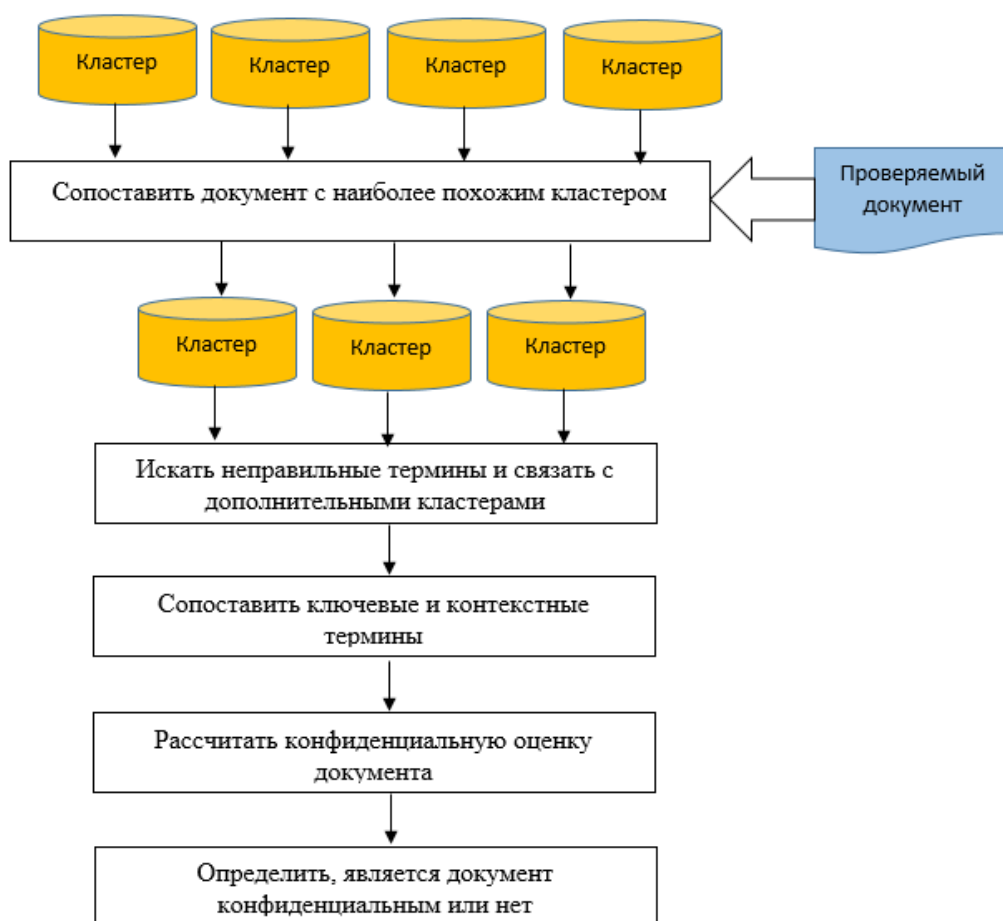 Кластер
Кластер
Кластер
Кластер
Сопоставить документ с наиболее похожим кластером
Проверяемый
документ
Кластер
Кластер
Кластер
Искать неправильные термины и связать с
дополнительными кластерами
Сопоставить ключевые и контекстные
термины
Рассчитать конфиденциальную оценку
документа
Определить, является документ
конфиденциальным или нет